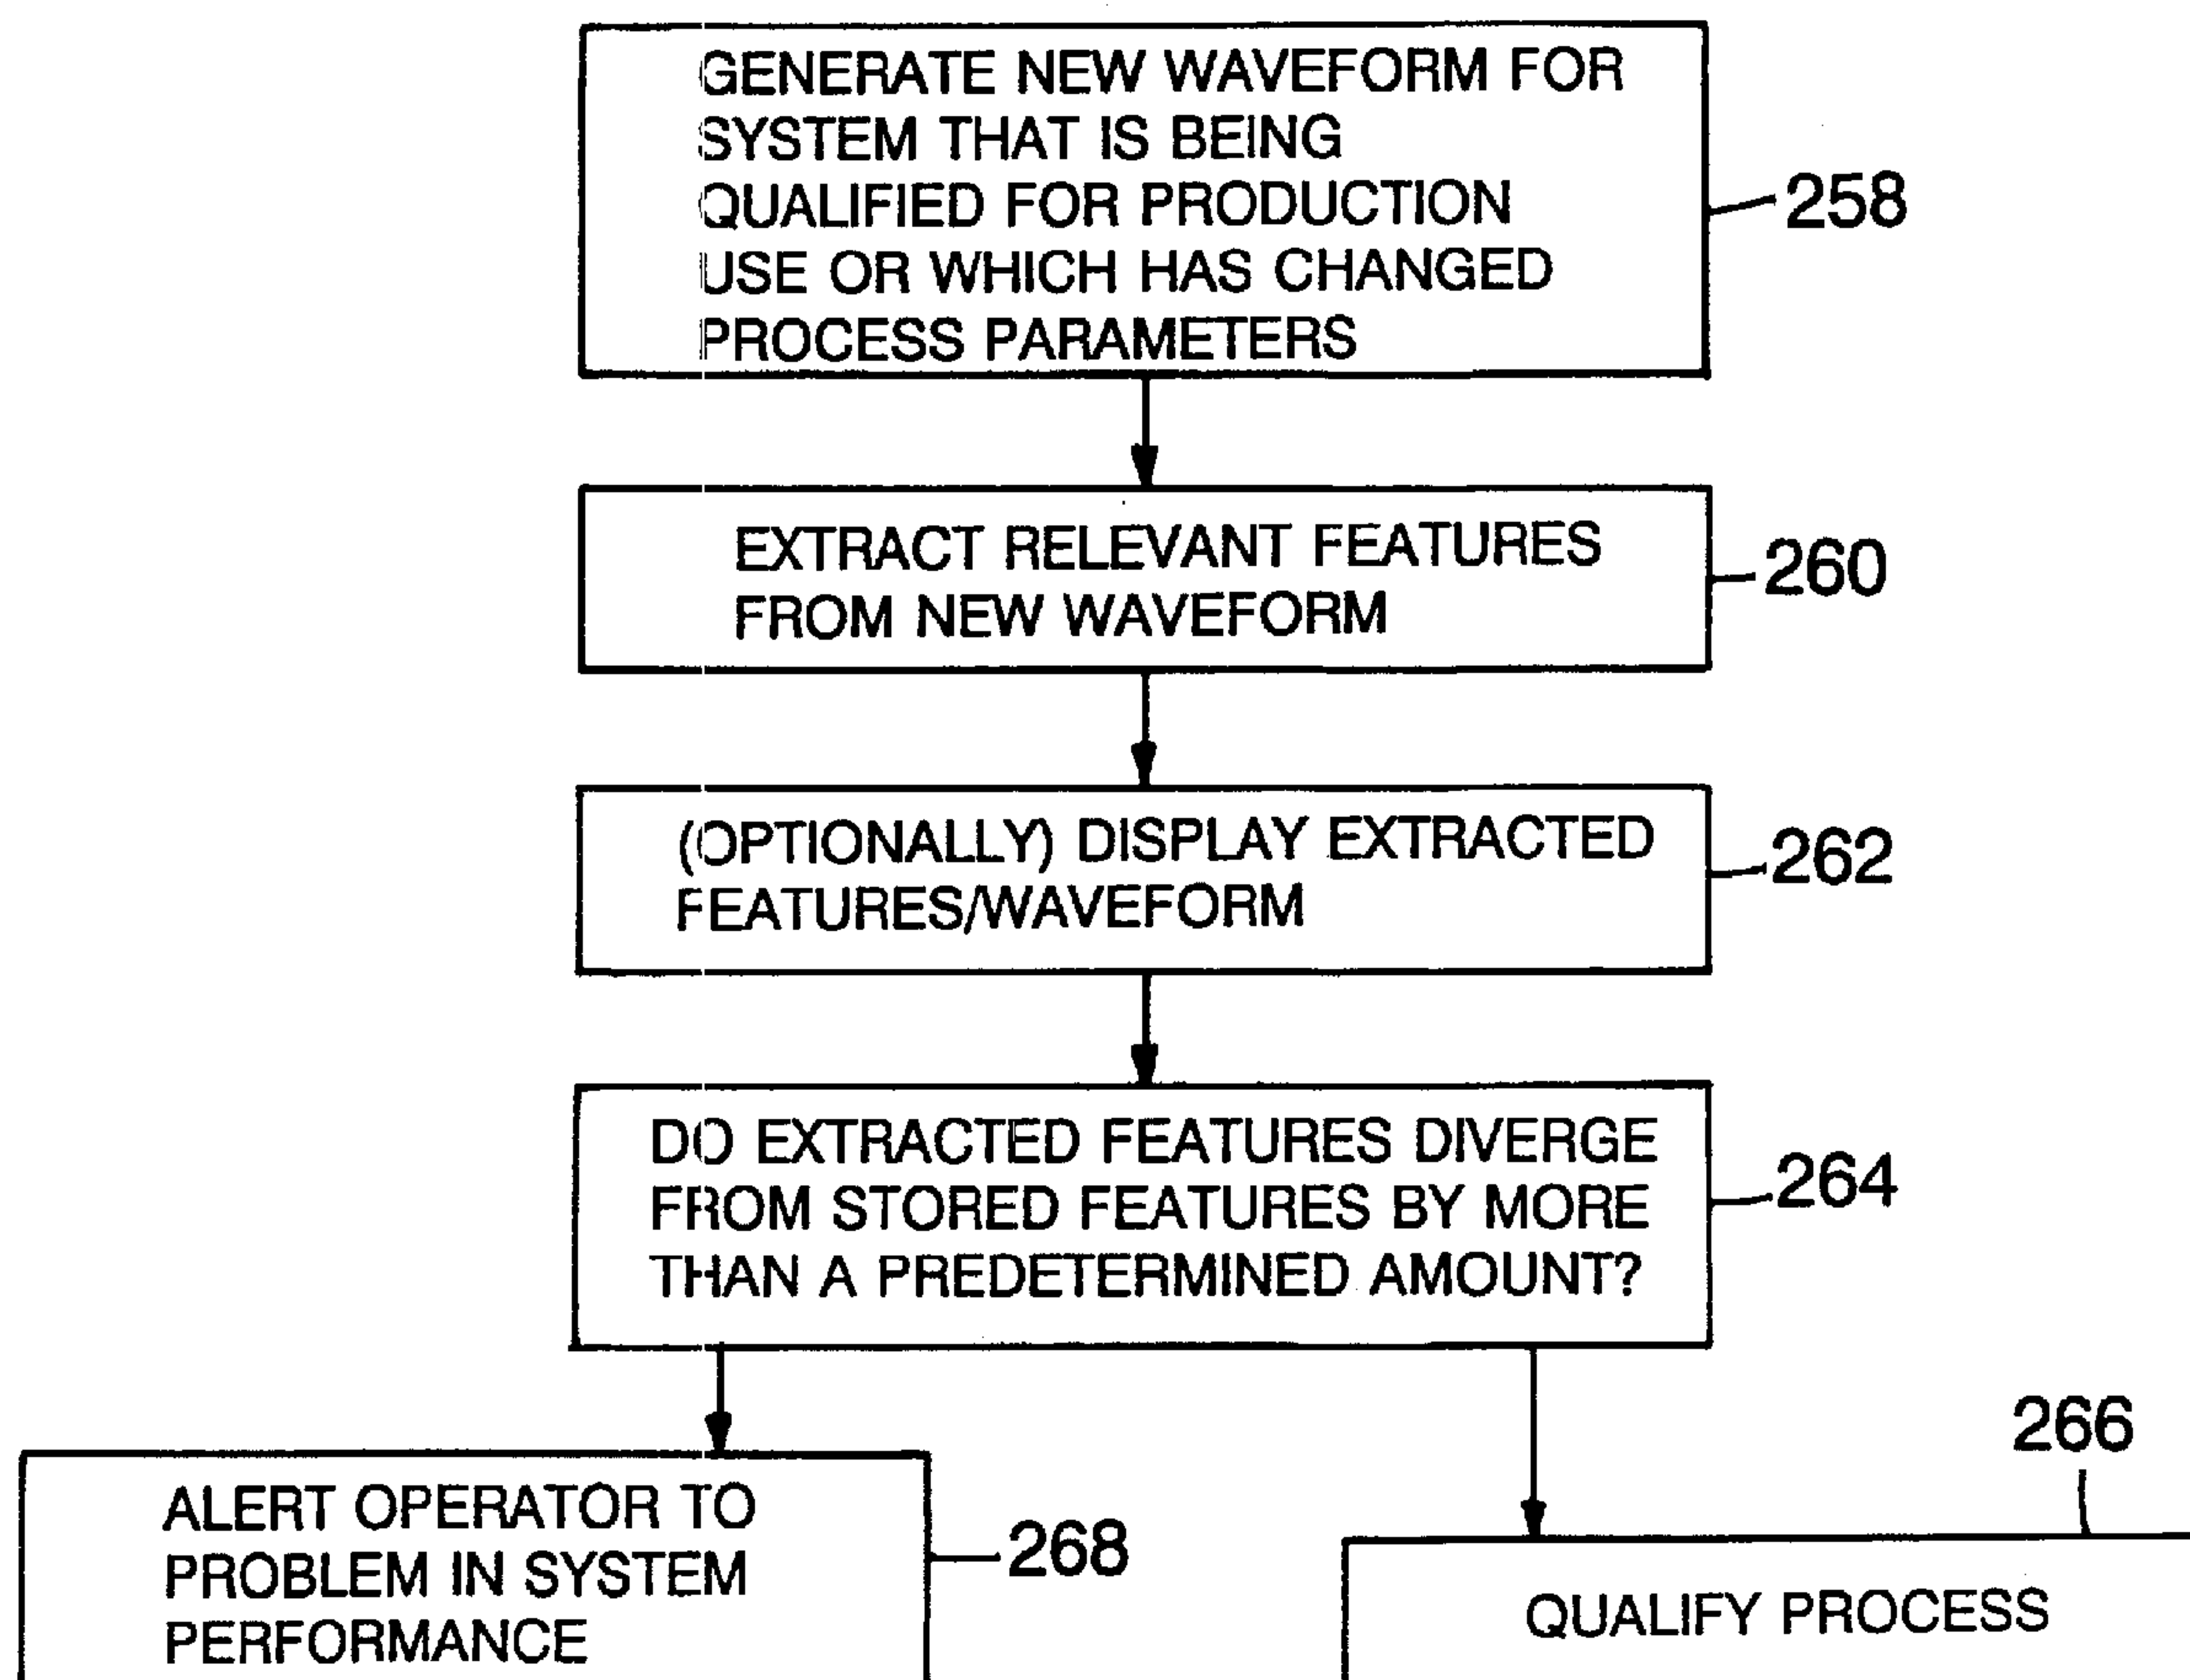 GENERATE NEW WAVEFORM FOR
SYSTEM THAT IS BEING
QUALIFIED FOR PRODUCTION
USE OR WHICH HAS CHANGED
PROCESS PARAMETERS
258
EXTRACT RELEVANT FEATURES
FROM NEW WAVEFORM
260
(OPTIONALLY) DISPLAY EXTRACTED
FEATURES/WAVEFORM
262
DO EXTRACTED FEATURES DIVERGE
FROM STORED FEATURES BY MORE
THAN A PREDETERMINED AMOUNT?
264
ALERT OPERATOR TO
PROBLEM IN SYSTEM
PERFORMANCE
268
266
QUALIFY PROCESS